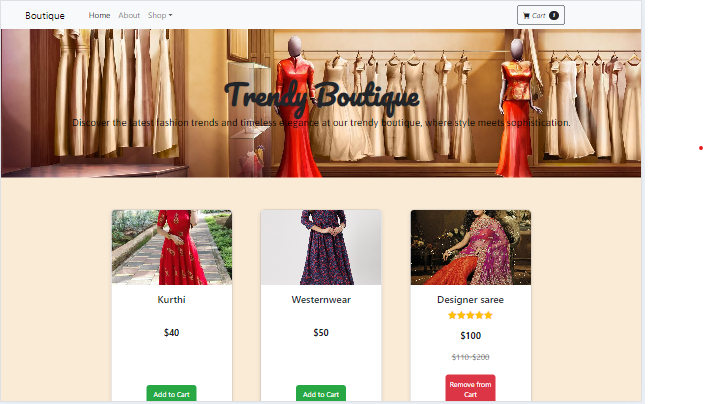 Boutique Home About Shop Cart
Trendy Boutique
Discover the latest fashion trends and timeless elegance at our trendy boutique, where style meets sophistication.
Kurthi
$40
Add to Cart
Westernwear
$50
Add to Cart
Designer saree
$100
$110-$200
Remove from
Cart